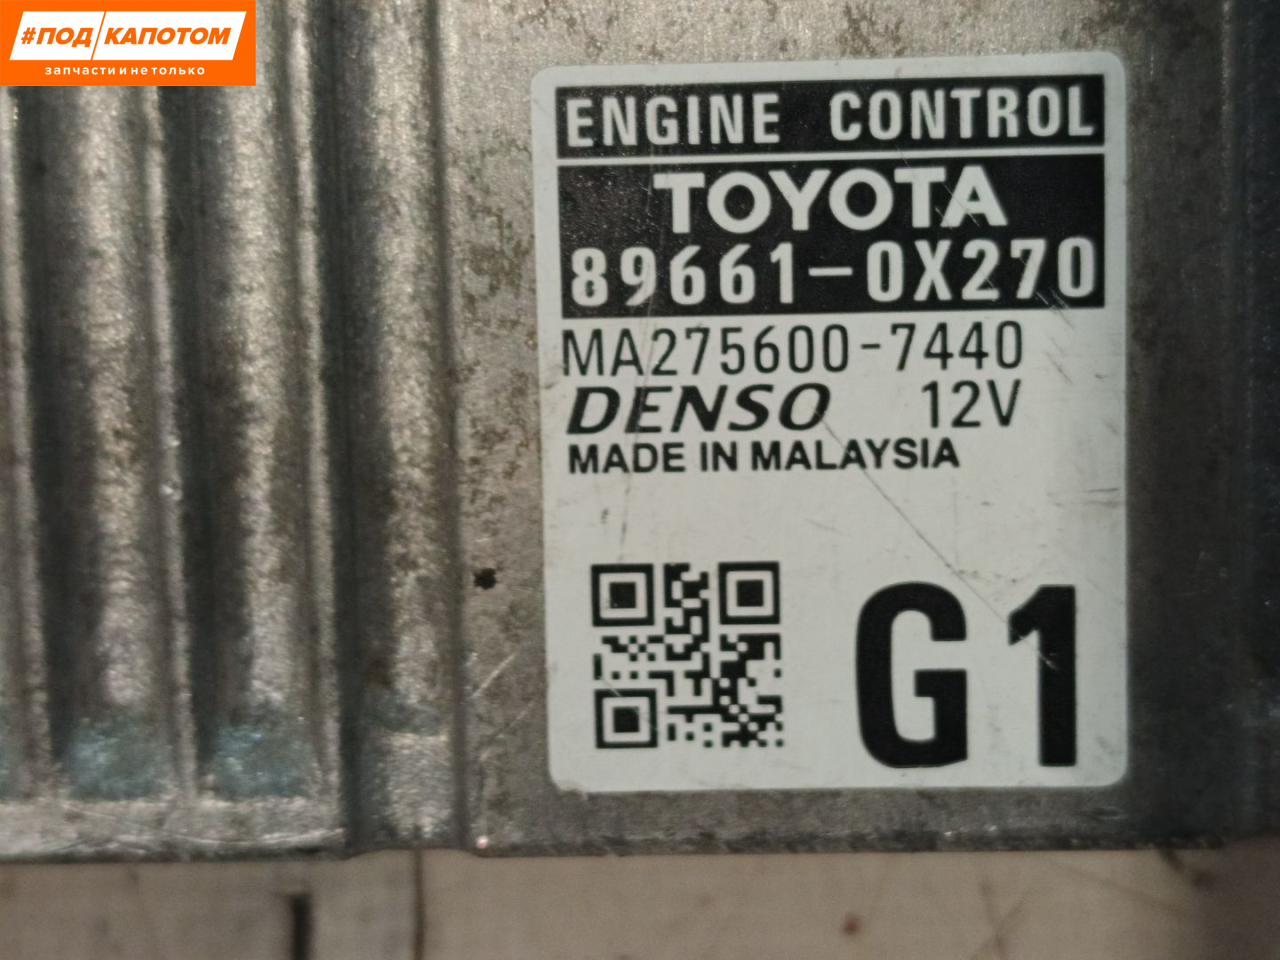 #ПОД КАПОТОМ
запчасти и не только
ENGINE CONTROL
TOYOTA
89661-0X270
MA275600-7440
DENSO 12V
MADE IN MALAYSIA
G1